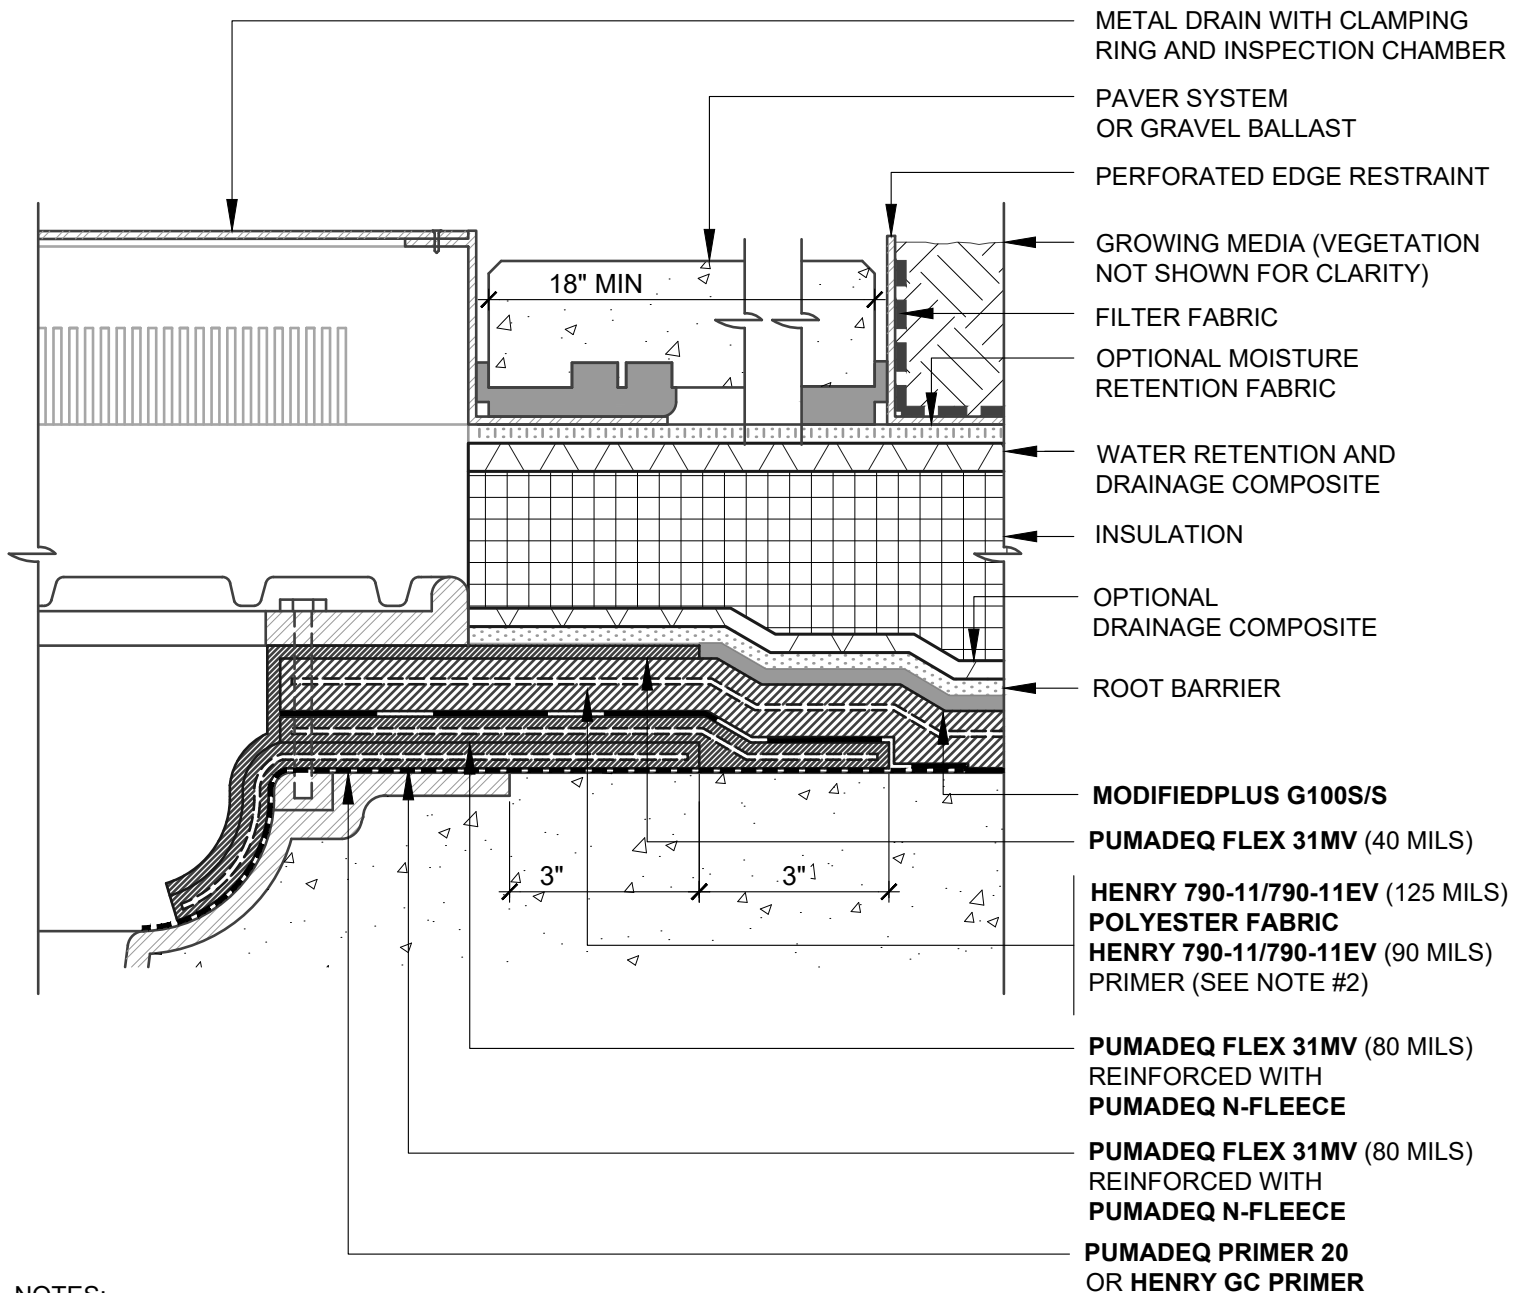 METAL DRAIN WITH CLAMPING
RING AND INSPECTION CHAMBER
PAVER SYSTEM
OR GRAVEL BALLAST
PERFORATED EDGE RESTRAINT
GROWING MEDIA (VEGETATION
NOT SHOWN FOR CLARITY)
18" MIN
FILTER FABRIC
OPTIONAL MOISTURE
RETENTION FABRIC
WATER RETENTION AND
DRAINAGE COMPOSITE
INSULATION
OPTIONAL
DRAINAGE COMPOSITE
ROOT BARRIER
MODIFIEDPLUS G100S/S
PUMADEQ FLEX 31MV (40 MILS)
3"
3"
HENRY 790-11/790-11EV (125 MILS)
POLYESTER FABRIC
HENRY 790-11/790-11EV (90 MILS)
PRIMER (SEE NOTE #2)
PUMADEQ FLEX 31MV (80 MILS)
REINFORCED WITH
PUMADEQ N-FLEECE
PUMADEQ FLEX 31MV (80 MILS)
REINFORCED WITH
PUMADEQ N-FLEECE
PUMADEQ PRIMER 20
OR HENRY GC PRIMER
NOTES: